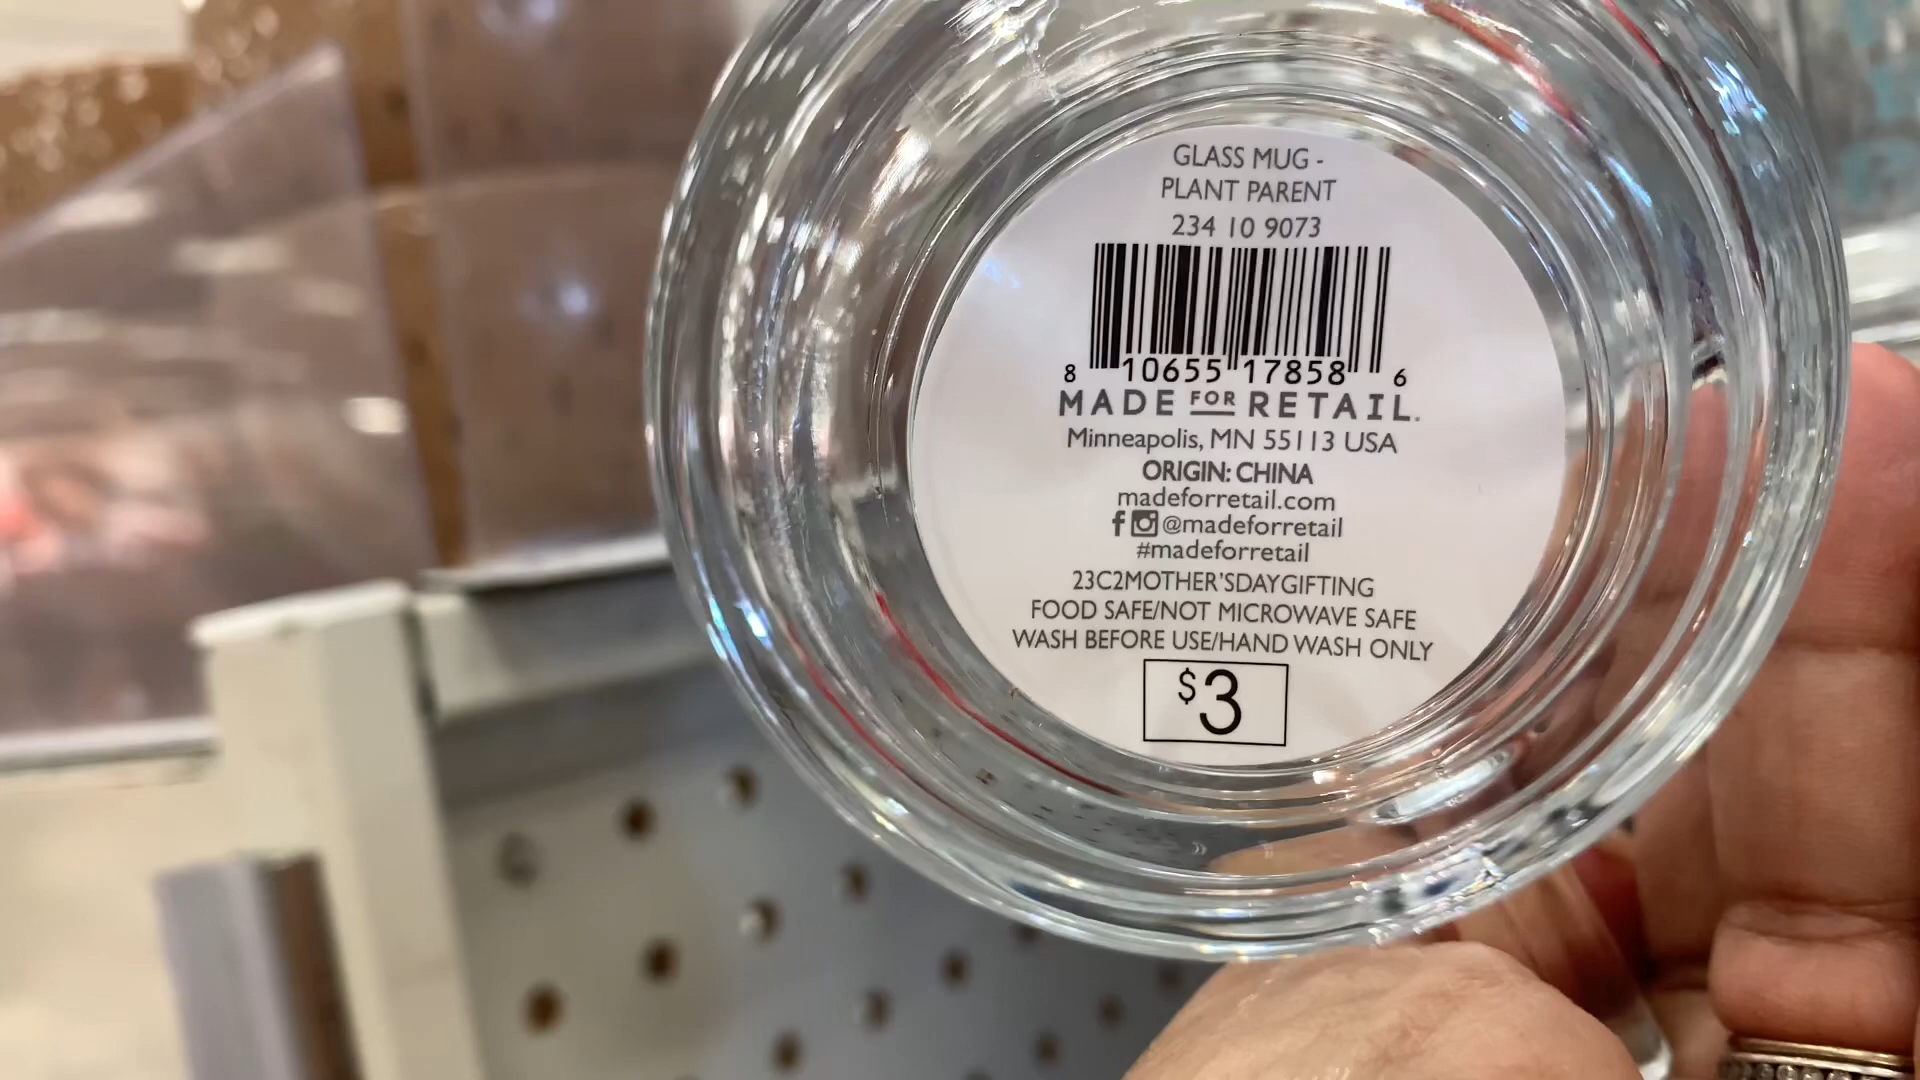 GLASS MUG -
PLANT PARENT
234 10 9073
8 10655 17858 6
MADE FOR RETAIL.
Minneapolis, MN 55113 USA
ORIGIN: CHINA
madeforretail.com
@madeforretail
#madeforretail
23C2MOTHER'SDAYGIFTING
FOOD SAFE/NOT MICROWAVE SAFE
WASH BEFORE USE/HAND WASH ONLY
$3